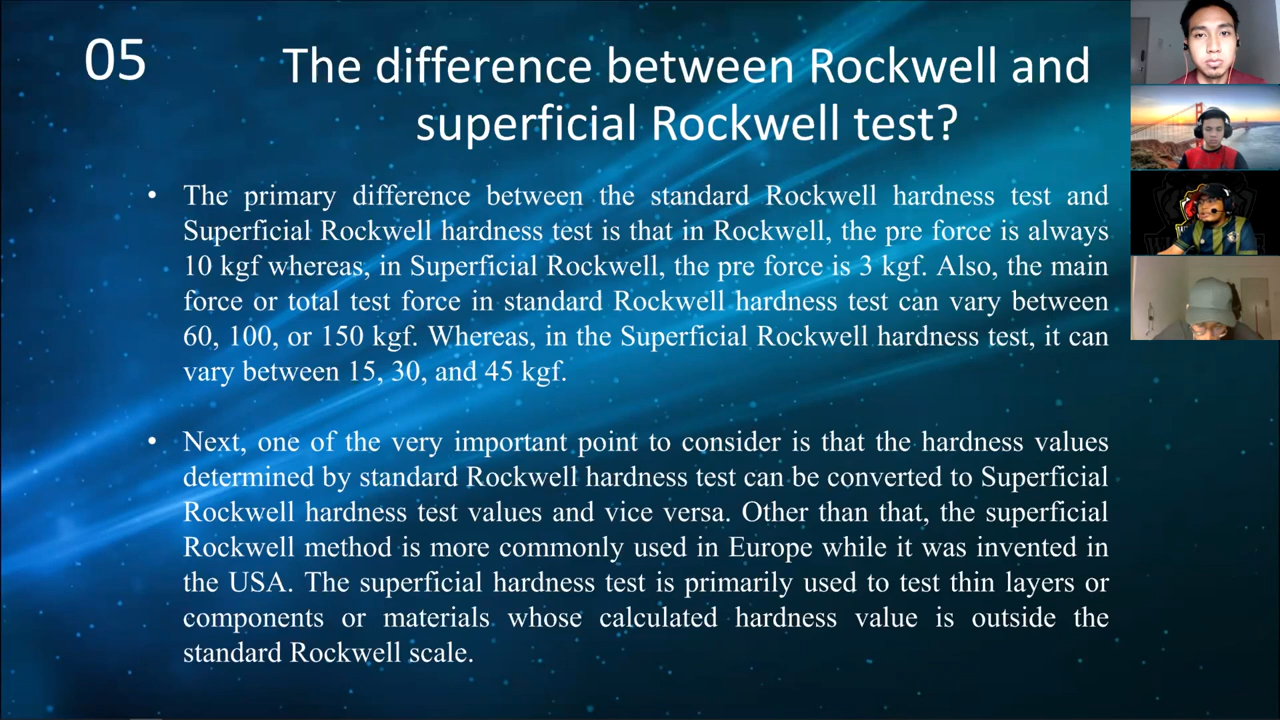 05
The difference between Rockwell and
superficial Rockwell test?
• The primary difference between the standard Rockwell hardness test and
Superficial Rockwell hardness test is that in Rockwell, the pre force is always
10 kgf whereas, in Superficial Rockwell, the pre force is 3 kgf. Also, the main
force or total test force in standard Rockwell hardness test can vary between
60, 100, or 150 kgf. Whereas, in the Superficial Rockwell hardness test, it can
vary between 15, 30, and 45 kgf.
• Next, one of the very important point to consider is that the hardness values
determined by standard Rockwell hardness test can be converted to Superficial
Rockwell hardness test values and vice versa. Other than that, the superficial
Rockwell method is more commonly used in Europe while it was invented in
the USA. The superficial hardness test is primarily used to test thin layers or
components or materials whose calculated hardness value is outside the
standard Rockwell scale.